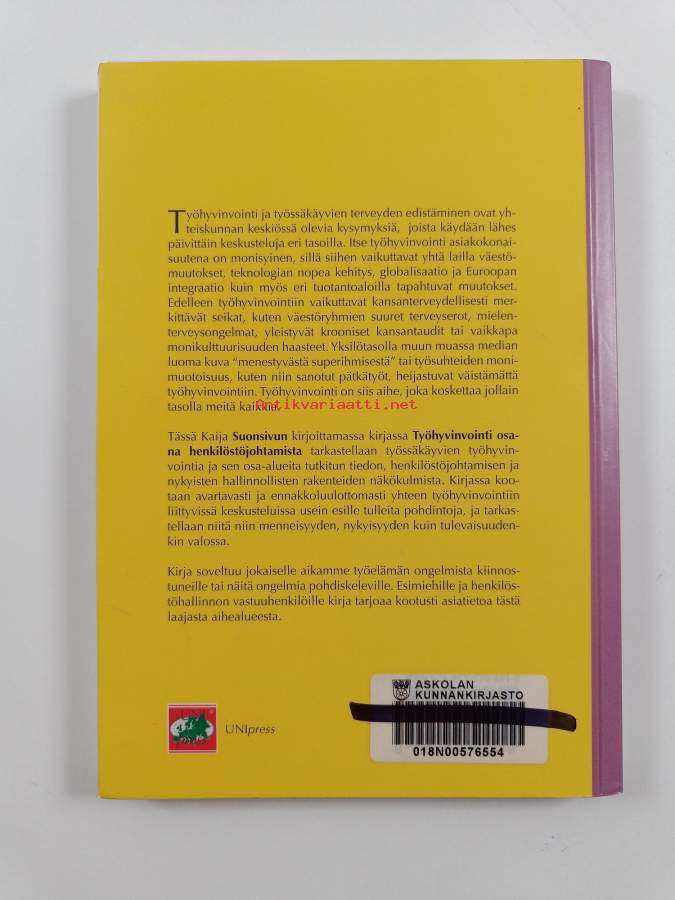 Työhyvinvointi ja työssäkäyvien terveyden edistäminen ovat yh-
teiskunnan keskiössä olevia kysymyksiä, joista käydään lähes
päivittäin keskusteluja eri tasoilla. Itse työhyvinvointi asiakokonai-
suutena on monisyinen, sillä siihen vaikuttavat yhtä lailla väestö-
muutokset, teknologian nopea kehitys, globalisaatio ja Euroopan
integraatio kuin myös eri tuotantoaloilla tapahtuvat muutokset.
Edelleen työhyvinvointiin vaikuttavat kansanterveydellisesti mer-
kittävät seikat, kuten väestöryhmien suuret terveyserot, mielen-
terveysongelmat, yleistyvät krooniset kansantaudit tai vaikkapa
monikulttuurisuuden haasteet. Yksilötasolla muun muassa median
luoma kuva “menestyvästä superihmisestä” tai työsuhteiden moni-
muotoisuus, kuten niin sanotut pätkätyöt, heijastuvat väistämättä
työhyvinvointiin. Työhyvinvointi on siis aihe, joka koskettaa jollain
tasolla meitä kaikkia.
Antikvariaatti.net
Tässä Kaija Suonsivun kirjoittamassa kirjassa Työhyvinvointi osa-
na henkilöstöjohtamista tarkastellaan työssäkäyvien työhyvin-
vointia ja sen osa-alueita tutkitun tiedon, henkilöstöjohtamisen ja
nykyisten hallinnollisten rakenteiden näkökulmista. Kirjassa koo-
taan avartavasti ja ennakkoluulottomasti yhteen työhyvinvointiin
liittyvissä keskusteluissa usein esille tulleita pohdintoja, ja tarkas-
tellaan niitä niin menneisyyden, nykyisyyden kuin tulevaisuuden-
kin valossa.
Kirja soveltuu jokaiselle aikamme työelämän ongelmista kiinnos-
tuneille tai näitä ongelmia pohdiskeleville. Esimiehille ja henkilös-
töhallinnon vastuuhenkilöille kirja tarjoaa kootusti asiatietoa tästä
laajasta aihealueesta.
UNIpress
ASKOLAN
KUNNANKIRJASTO
018N00576554